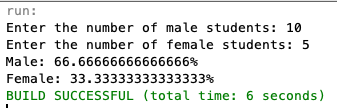 run:
Enter the number of male students: 10
Enter the number of female students: 5
Male: 66.66666666666666%
Female: 33.33333333333333%
BUILD SUCCESSFUL (total time: 6 seconds)